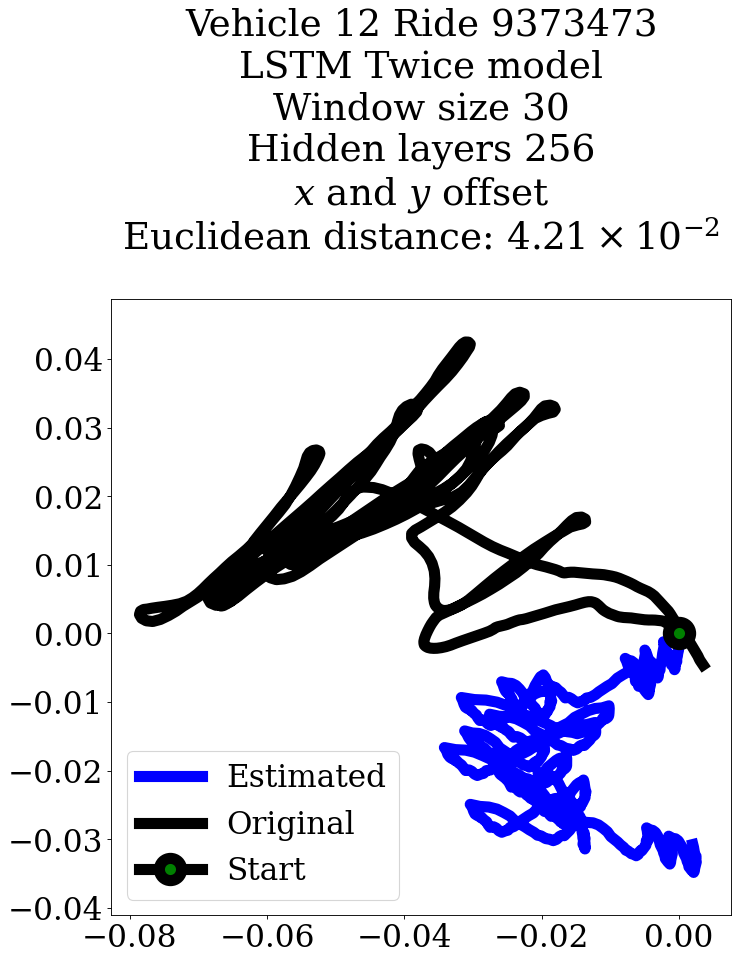 Vehicle 12 Ride 9373473
LSTM Twice model
Window size 30
Hidden layers 256
x and y offset
Euclidean distance: 4.21 × 10⁻²
0.04
0.03
0.02
0.01
0.00
−0.01
−0.02
−0.03
−0.04
Estimated
Original
Start
−0.08 −0.06 −0.04 −0.02 0.00